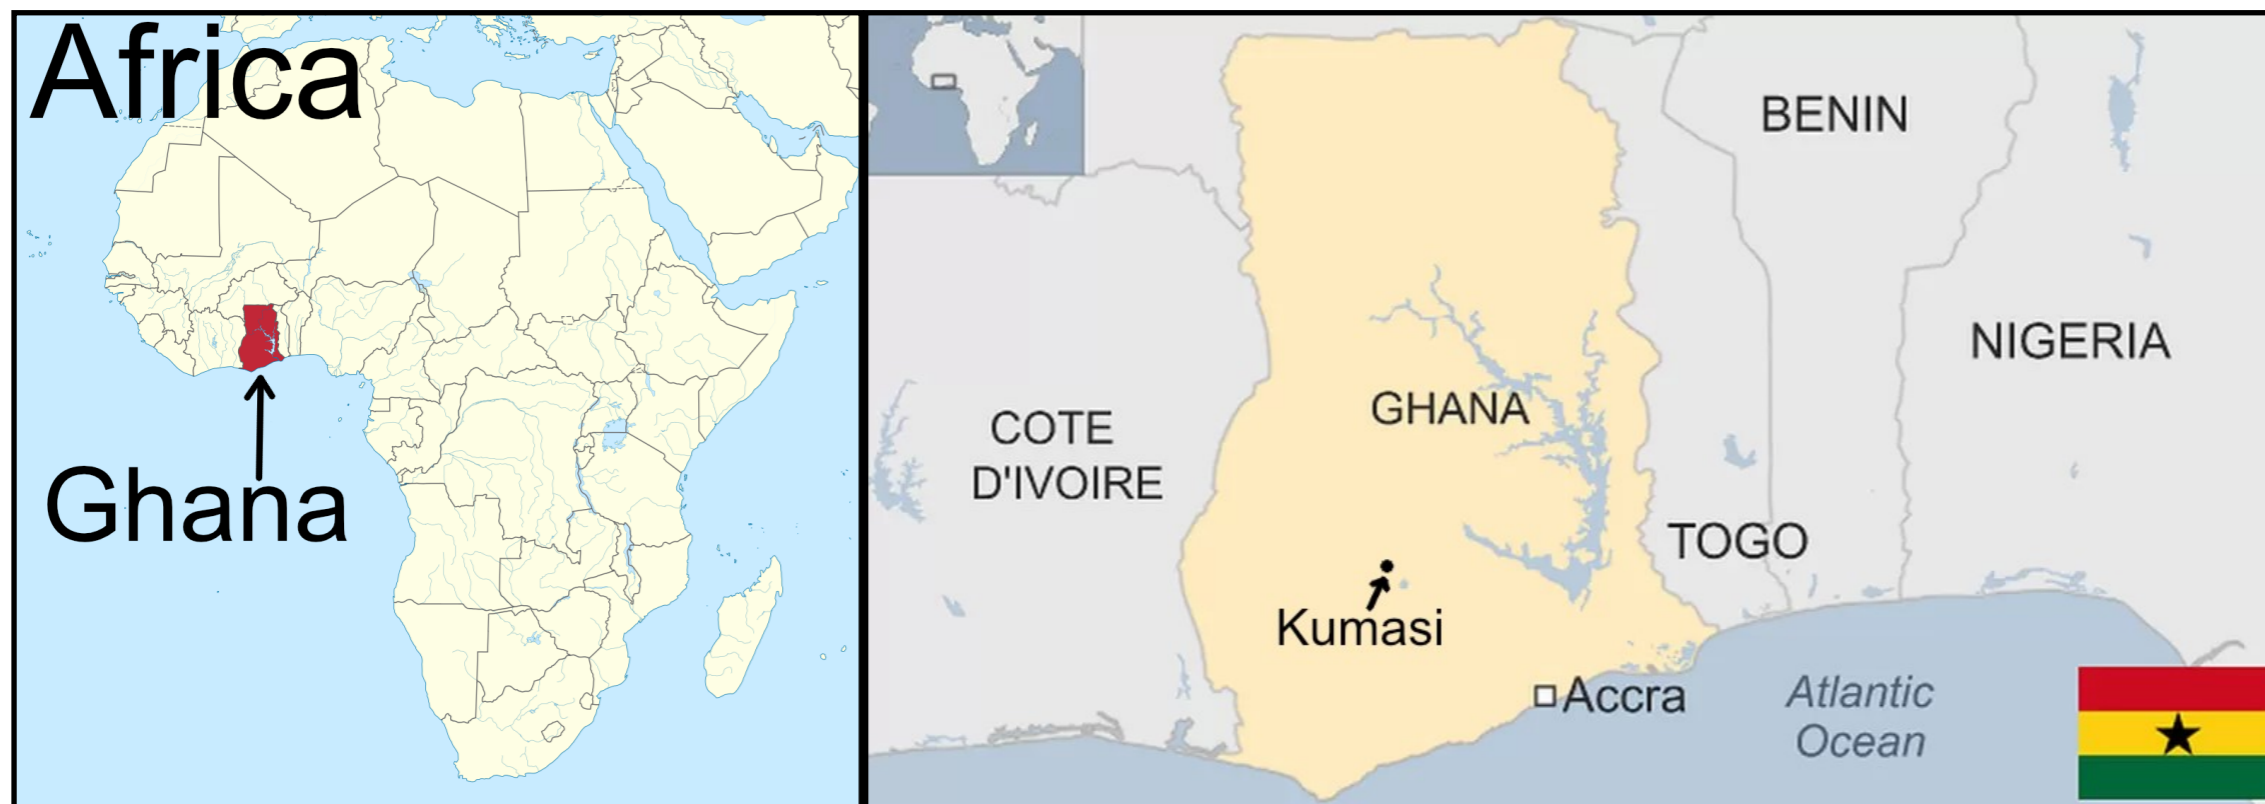 Africa
Ghana
BENIN
NIGERIA
GHANA
COTE
D'IVOIRE
TOGO
Kumasi
Accra
Atlantic
Ocean